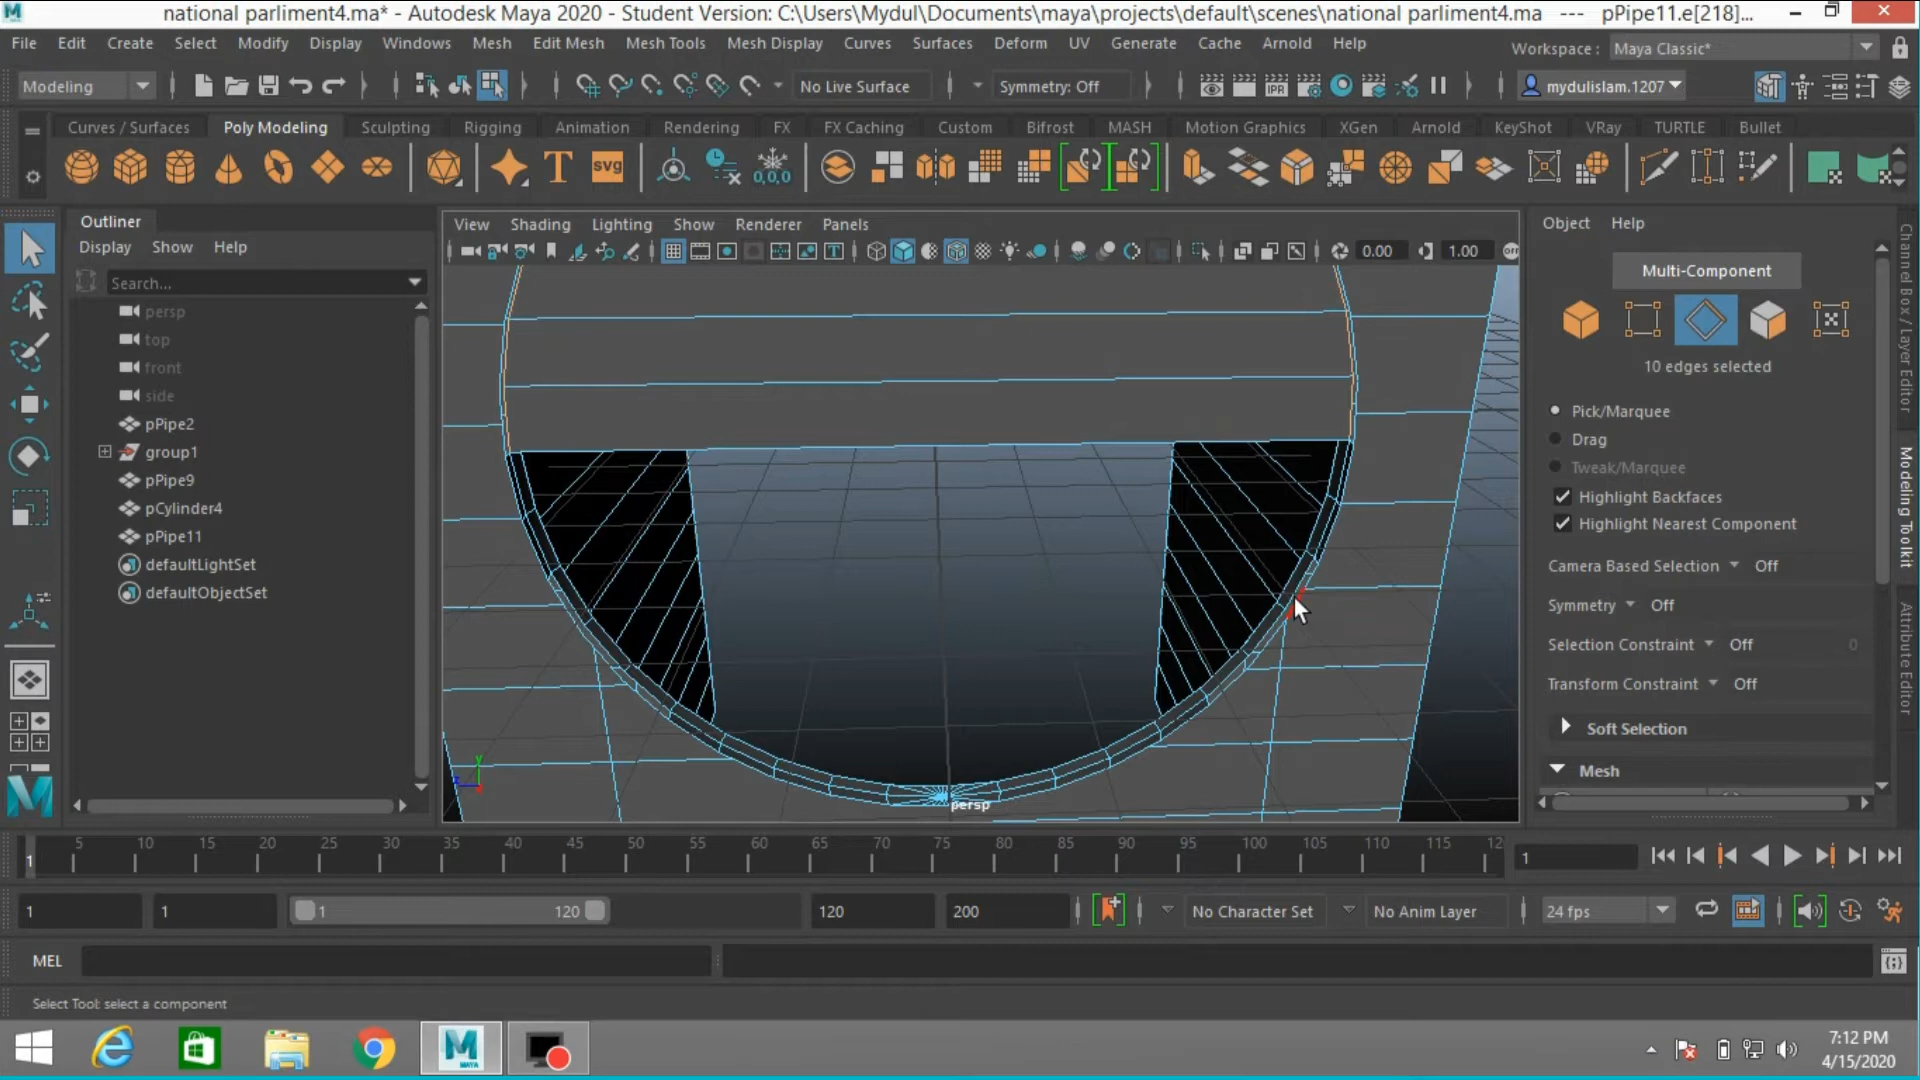 national parliment4.ma* - Autodesk Maya 2020 - Student Version: C:\Users\Mydul\Documents\maya\projects\default\scenes\national parliment4.ma --- pPipe11.e[218]...
File Edit Create Select Modify Display Windows Mesh Edit Mesh Mesh Tools Mesh Display Curves Surfaces Deform UV Generate Cache Arnold Help Workspace : Maya Classic*
Modeling No Live Surface Symmetry: Off IPR mydulislam.1207
Curves / Surfaces Poly Modeling Sculpting Rigging Animation Rendering FX FX Caching Custom Bifrost MASH Motion Graphics XGen Arnold KeyShot VRay TURTLE Bullet
T svg 0,0,0
Outliner
Display Show Help
Search...
persp
top
front
side
pPipe2
group1
pPipe9
pCylinder4
pPipe11
defaultLightSet
defaultObjectSet
View Shading Lighting Show Renderer Panels
0.00 1.00
persp
y
Object Help
Multi-Component
10 edges selected
Pick/Marquee
Drag
Tweak/Marquee
Highlight Backfaces
Highlight Nearest Component
Camera Based Selection Off
Symmetry Off
Selection Constraint Off 0
Transform Constraint Off
Soft Selection
Mesh
Channel Box / Layer Editor
Modeling Toolkit
Attribute Editor
5 10 15 20 25 30 35 40 45 50 55 60 65 70 75 80 85 90 95 100 105 110 115 12
1 1
1 1 1 120 120 200 No Character Set No Anim Layer 24 fps
MEL
Select Tool: select a component
MAYA
7:12 PM
4/15/2020